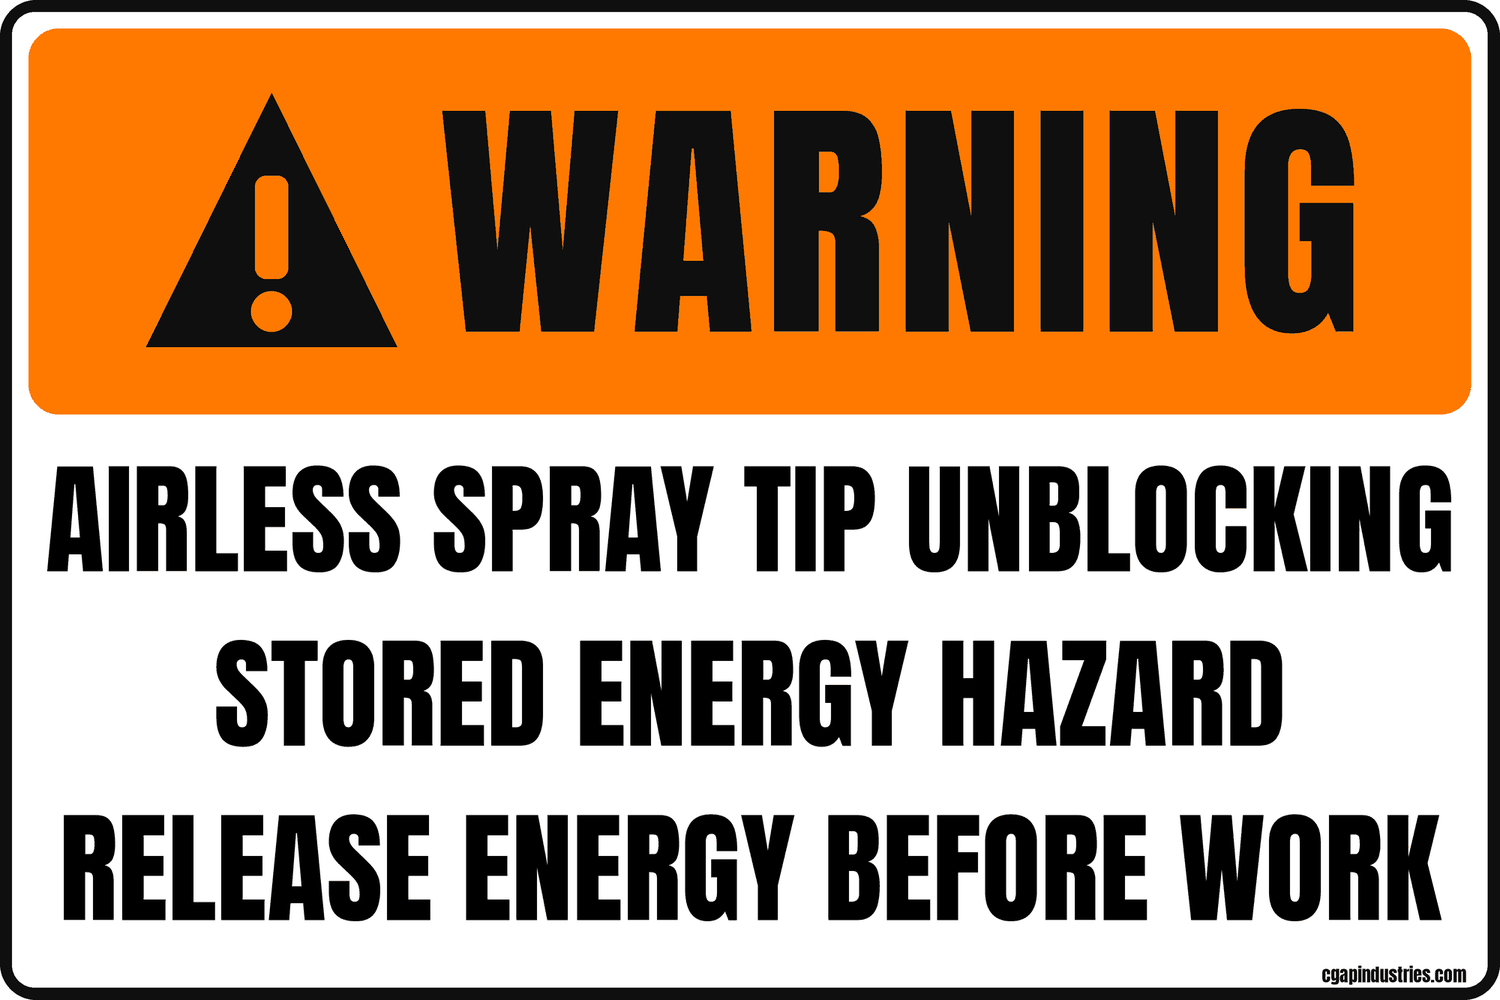 WARNING
AIRLESS SPRAY TIP UNBLOCKING
STORED ENERGY HAZARD
RELEASE ENERGY BEFORE WORK
cgapindustries.com